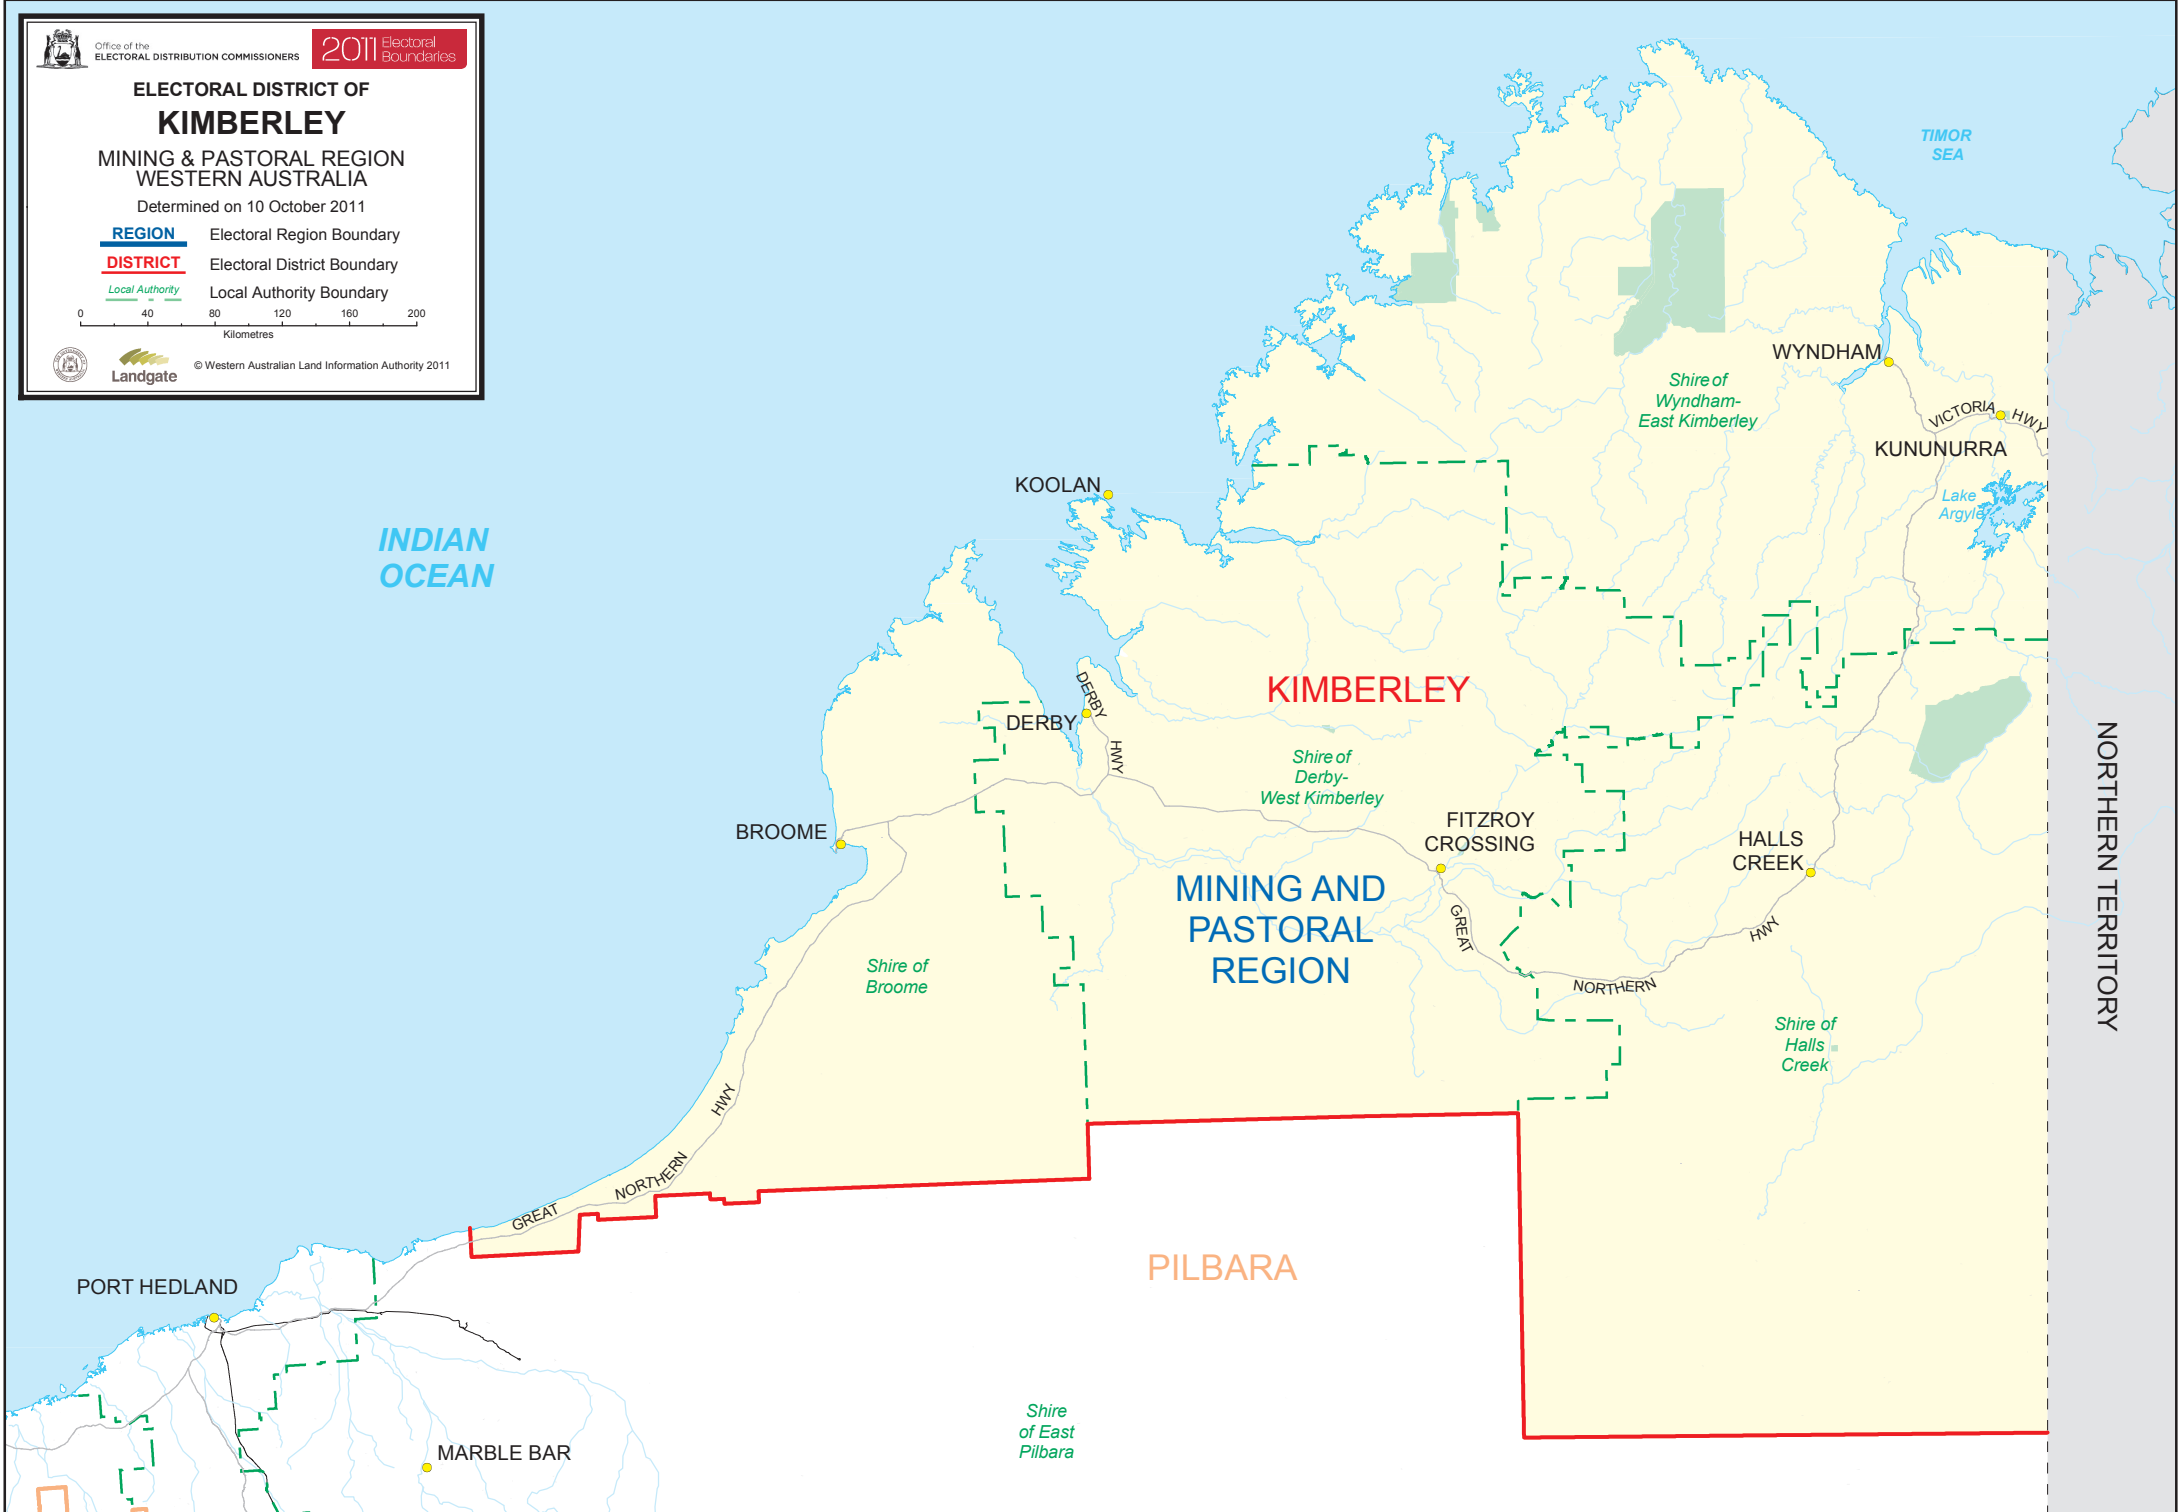 Office of the
ELECTORAL DISTRIBUTION COMMISSIONERS
2011 Electoral
Boundaries
ELECTORAL DISTRICT OF
KIMBERLEY
MINING & PASTORAL REGION
WESTERN AUSTRALIA
Determined on 10 October 2011
REGION Electoral Region Boundary
DISTRICT Electoral District Boundary
Local Authority Local Authority Boundary
0 40 80 120 160 200
Kilometres
Landgate
© Western Australian Land Information Authority 2011
TIMOR
SEA
WYNDHAM
Shire of
Wyndham-
East Kimberley
VICTORIA HWY
KUNUNURRA
KOOLAN
Lake
Argyle
INDIAN
OCEAN
KIMBERLEY
DERBY
DERBY
HWY
Shire of
Derby-
West Kimberley
NORTHERN TERRITORY
BROOME
FITZROY
CROSSING
HALLS
CREEK
MINING AND
PASTORAL
REGION
GREAT
HWY
NORTHERN
Shire of
Broome
Shire of
Halls
Creek
HWY
NORTHERN
GREAT
PILBARA
PORT HEDLAND
Shire
of East
Pilbara
MARBLE BAR